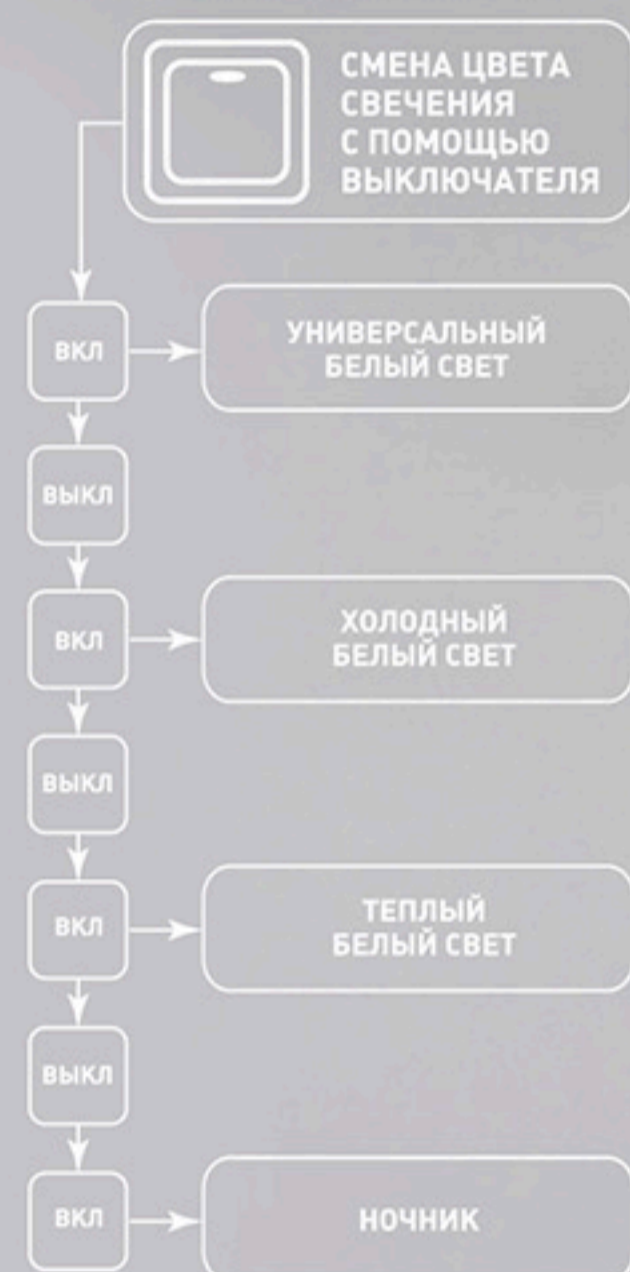 СМЕНА ЦВЕТА
СВЕЧЕНИЯ
С ПОМОЩЬЮ
ВЫКЛЮЧАТЕЛЯ
ВКЛ
УНИВЕРСАЛЬНЫЙ
БЕЛЫЙ СВЕТ
ВЫКЛ
ВКЛ
ХОЛОДНЫЙ
БЕЛЫЙ СВЕТ
ВЫКЛ
ВКЛ
ТЕПЛЫЙ
БЕЛЫЙ СВЕТ
ВЫКЛ
ВКЛ
НОЧНИК